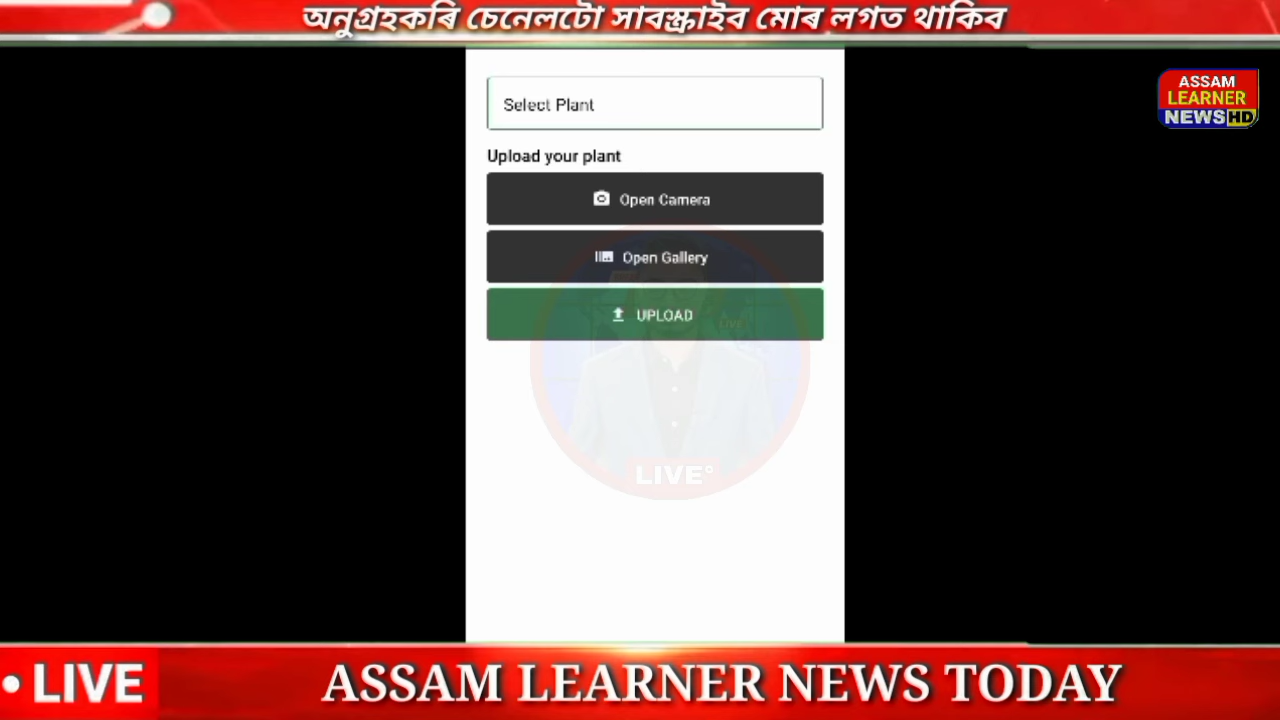 অনুগ্ৰহকৰি চেনেলটো সাবস্ক্ৰাইব মোৰ লগত থাকিব
ASSAM
LEARNER
NEWS HD
Select Plant
Upload your plant
Open Camera
Open Gallery
UPLOAD
LIVE
LIVE°
• LIVE
ASSAM LEARNER NEWS TODAY